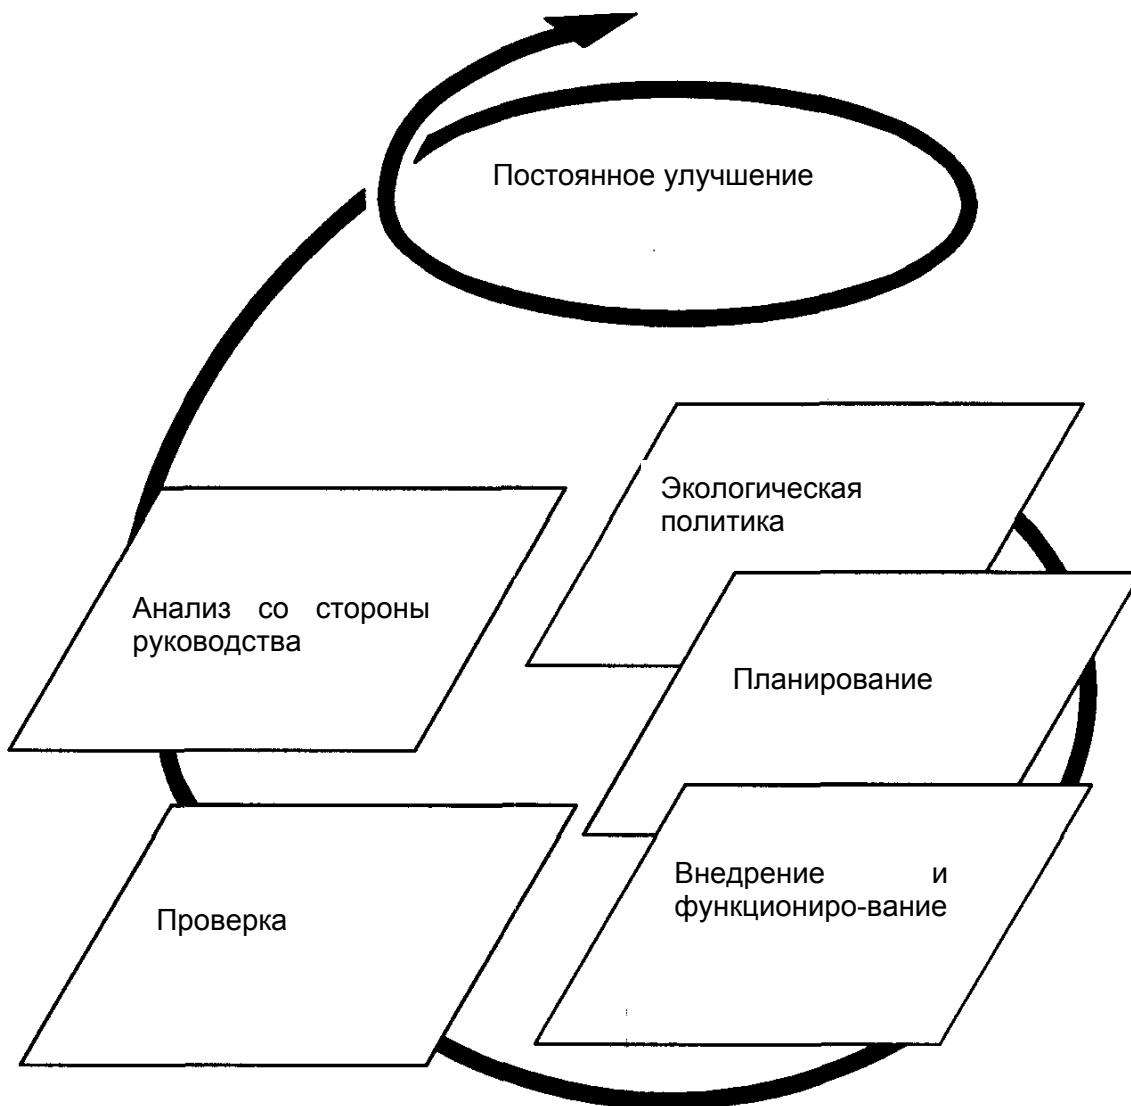 Постоянное улучшение
Экологическая
политика
Анализ со стороны
руководства
Планирование
Внедрение и
функциониро-вание
Проверка